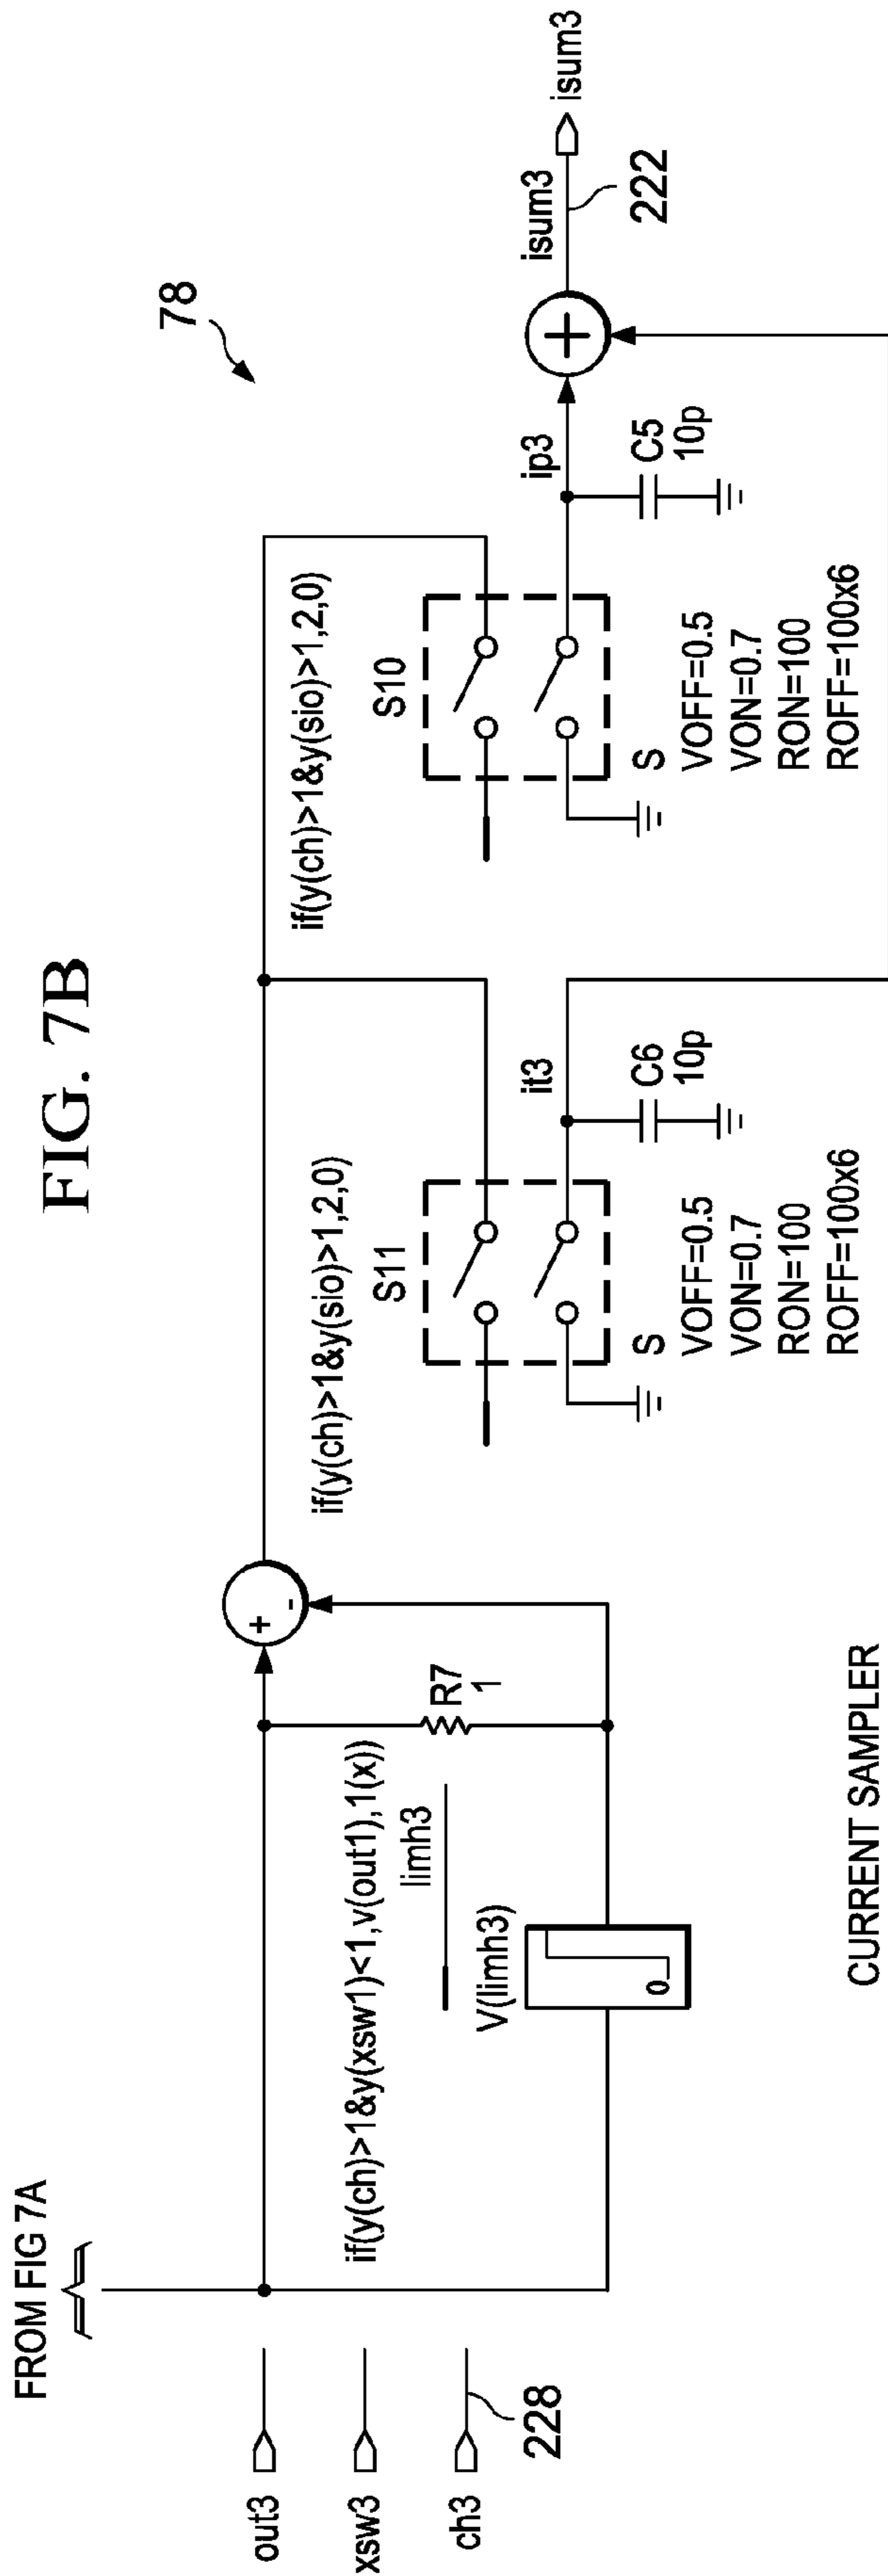 FIG. 7B
FROM FIG 7A
78
out3
xsw3
ch3
228
if(y(ch)>1&y(xsw1)<1,v(out1),1(x))
limh3
V(limh3)
0
R7
1
+
-
if(y(ch)>1&y(sio)>1,2,0)
S11
it3
C6
10p
S
VOFF=0.5
VON=0.7
RON=100
ROFF=100x6
if(y(ch)>1&y(sio)>1,2,0)
S10
ip3
C5
10p
S
VOFF=0.5
VON=0.7
RON=100
ROFF=100x6
+
isum3
isum3
222
CURRENT SAMPLER